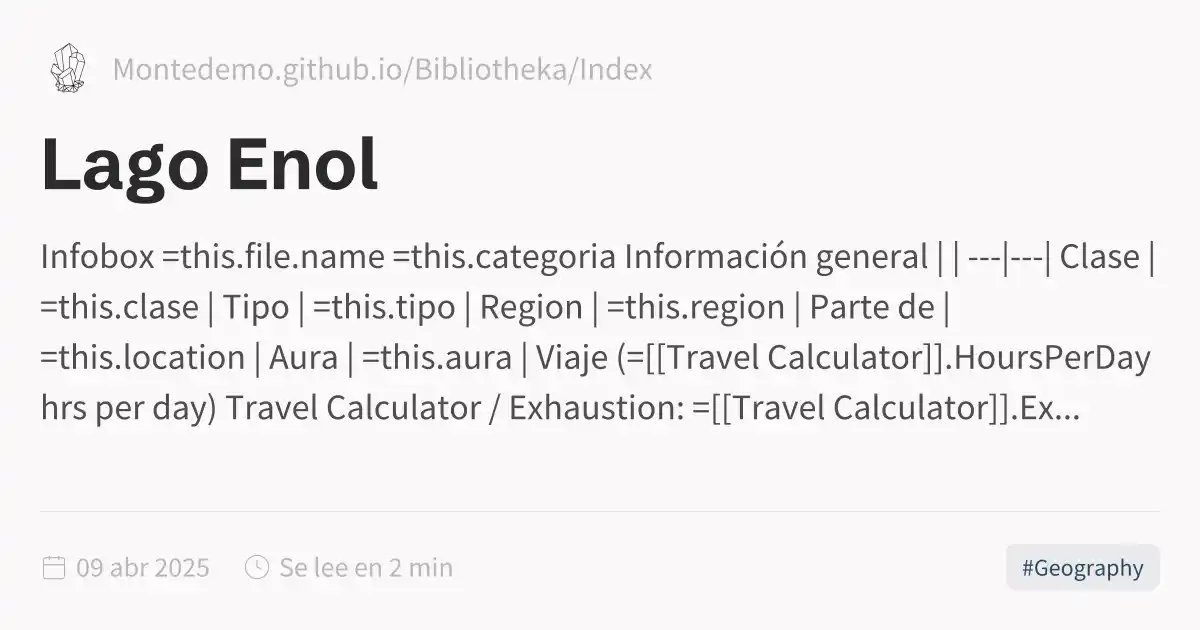 Montedemo.github.io/Bibliotheka/Index
Lago Enol
Infobox =this.file.name =this.categoria Información general | | ---|---| Clase |
=this.clase | Tipo | =this.tipo | Region | =this.region | Parte de |
=this.location | Aura | =this.aura | Viaje (=[[Travel Calculator]].HoursPerDay
hrs per day) Travel Calculator / Exhaustion: =[[Travel Calculator]].Ex...
09 abr 2025 Se lee en 2 min #Geography